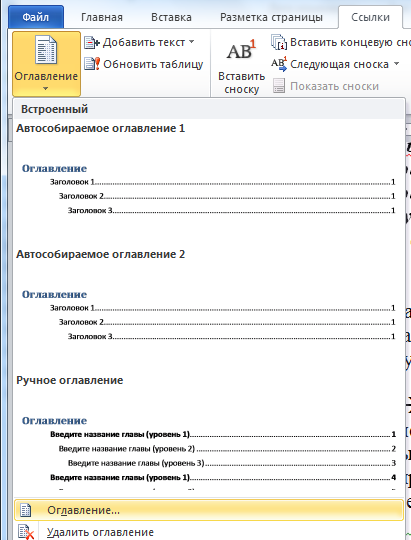 Файл Главная Вставка Разметка страницы Ссылки
Оглавление
Добавить текст
Обновить таблицу
АВ¹
Вставить сноску
Вставить концевую сно
Следующая сноска
Показать сноски
Встроенный
Автособираемое оглавление 1
Оглавление
Заголовок 1...1
Заголовок 2...1
Заголовок 3...1
Автособираемое оглавление 2
Оглавление
Заголовок 1...1
Заголовок 2...1
Заголовок 3...1
Ручное оглавление
Оглавление
Введите название главы (уровень 1)...1
Введите название главы (уровень 2)...2
Введите название главы (уровень 3)...3
Введите название главы (уровень 1)...4
Оглавление...
Удалить оглавление